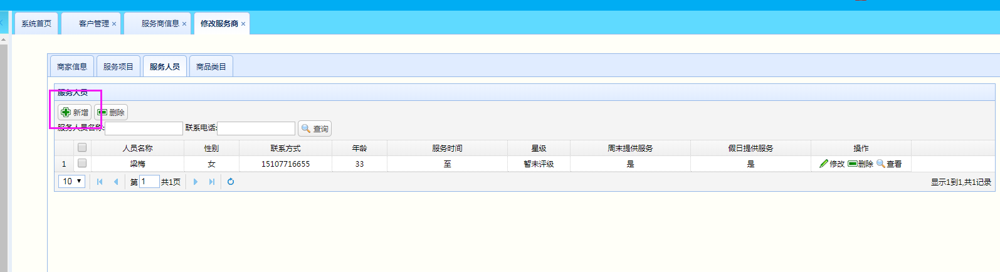 系统首页 客户管理 服务商信息 修改服务商
商家信息 服务项目 服务人员 商品类目
服务人员
新增 删除
服务人员名称: 联系电话: 查询
人员名称 性别 联系方式 年龄 服务时间 星级 周末提供服务 假日提供服务 操作
1 梁梅 女 15107716655 33 至 暂未评级 是 是 修改 删除 查看
10 第 1 共1页 显示1到1,共1记录